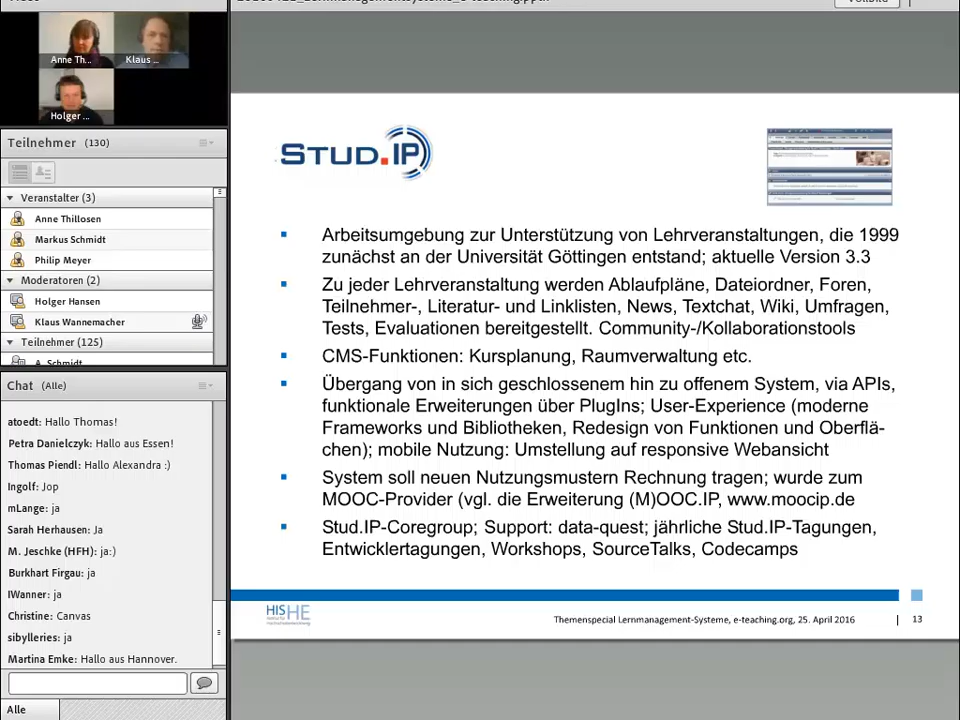 Vollbild
Anne Th...
Klaus ...
Holger ...
Teilnehmer (130)
Veranstalter (3)
Anne Thillosen
Markus Schmidt
Philip Meyer
Moderatoren (2)
Holger Hansen
Klaus Wannemacher
Teilnehmer (125)
A. Schmidt
Chat (Alle)
atoedt: Hallo Thomas!
Petra Danielczyk: Hallo aus Essen!
Thomas Piendl: Hallo Alexandra :)
Ingolf: Jop
mLange: ja
Sarah Herhausen: Ja
M. Jeschke (HFH): ja:)
Burkhart Firgau: ja
IWanner: ja
Christine: Canvas
sibylleries: ja
Martina Emke: Hallo aus Hannover.
Alle
STUD.IP
Arbeitsumgebung zur Unterstützung von Lehrveranstaltungen, die 1999
zunächst an der Universität Göttingen entstand; aktuelle Version 3.3
Zu jeder Lehrveranstaltung werden Ablaufpläne, Dateiordner, Foren,
Teilnehmer-, Literatur- und Linklisten, News, Textchat, Wiki, Umfragen,
Tests, Evaluationen bereitgestellt. Community-/Kollaborationstools
CMS-Funktionen: Kursplanung, Raumverwaltung etc.
Übergang von in sich geschlossenem hin zu offenem System, via APIs,
funktionale Erweiterungen über PlugIns; User-Experience (moderne
Frameworks und Bibliotheken, Redesign von Funktionen und Oberflä-
chen); mobile Nutzung: Umstellung auf responsive Webansicht
System soll neuen Nutzungsmustern Rechnung tragen; wurde zum
MOOC-Provider (vgl. die Erweiterung (M)OOC.IP, www.moocip.de
Stud.IP-Coregroup; Support: data-quest; jährliche Stud.IP-Tagungen,
Entwicklertagungen, Workshops, SourceTalks, Codecamps
HIS HE
Themenspecial Lernmanagement-Systeme, e-teaching.org, 25. April 2016 | 13